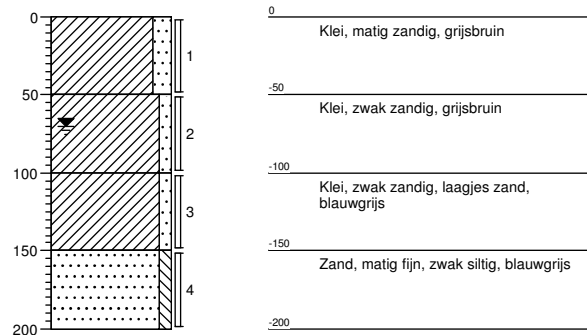 0
50
100
150
200
1
2
3
4
0
Klei, matig zandig, grijsbruin
-50
Klei, zwak zandig, grijsbruin
-100
Klei, zwak zandig, laagjes zand,
blauwgrijs
-150
Zand, matig fijn, zwak siltig, blauwgrijs
-200